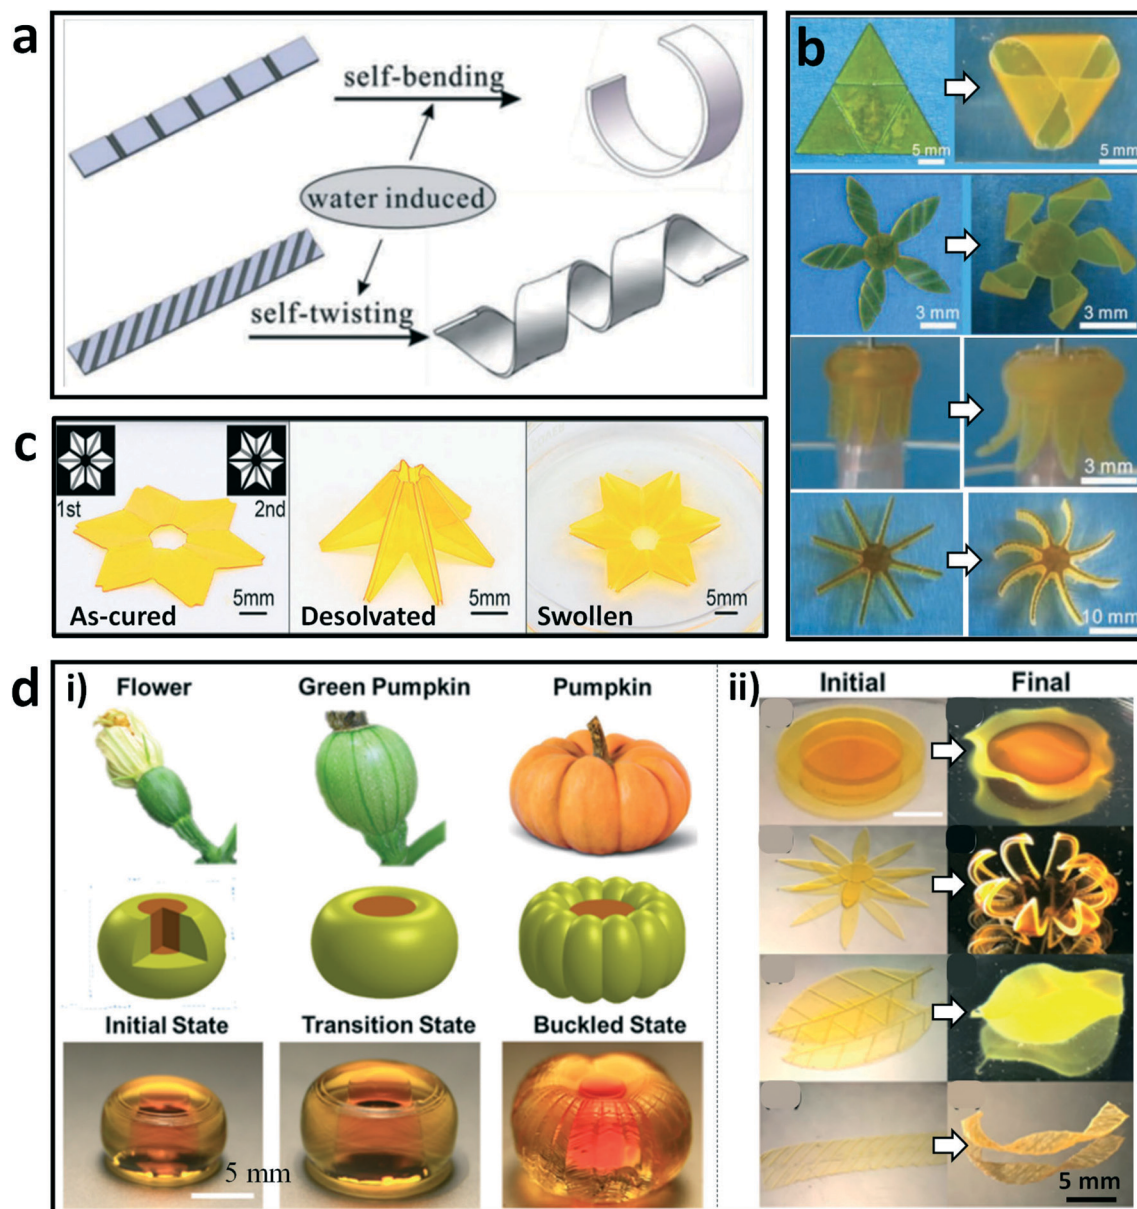 a
self-bending
water induced
self-twisting
b
5 mm
5 mm
3 mm
3 mm
3 mm
10 mm
c
1st
2nd
5mm
As-cured
5mm
Desolvated
5mm
Swollen
d
i)
Flower
Green Pumpkin
Pumpkin
Initial State
Transition State
Buckled State
5 mm
ii)
Initial
Final
5 mm